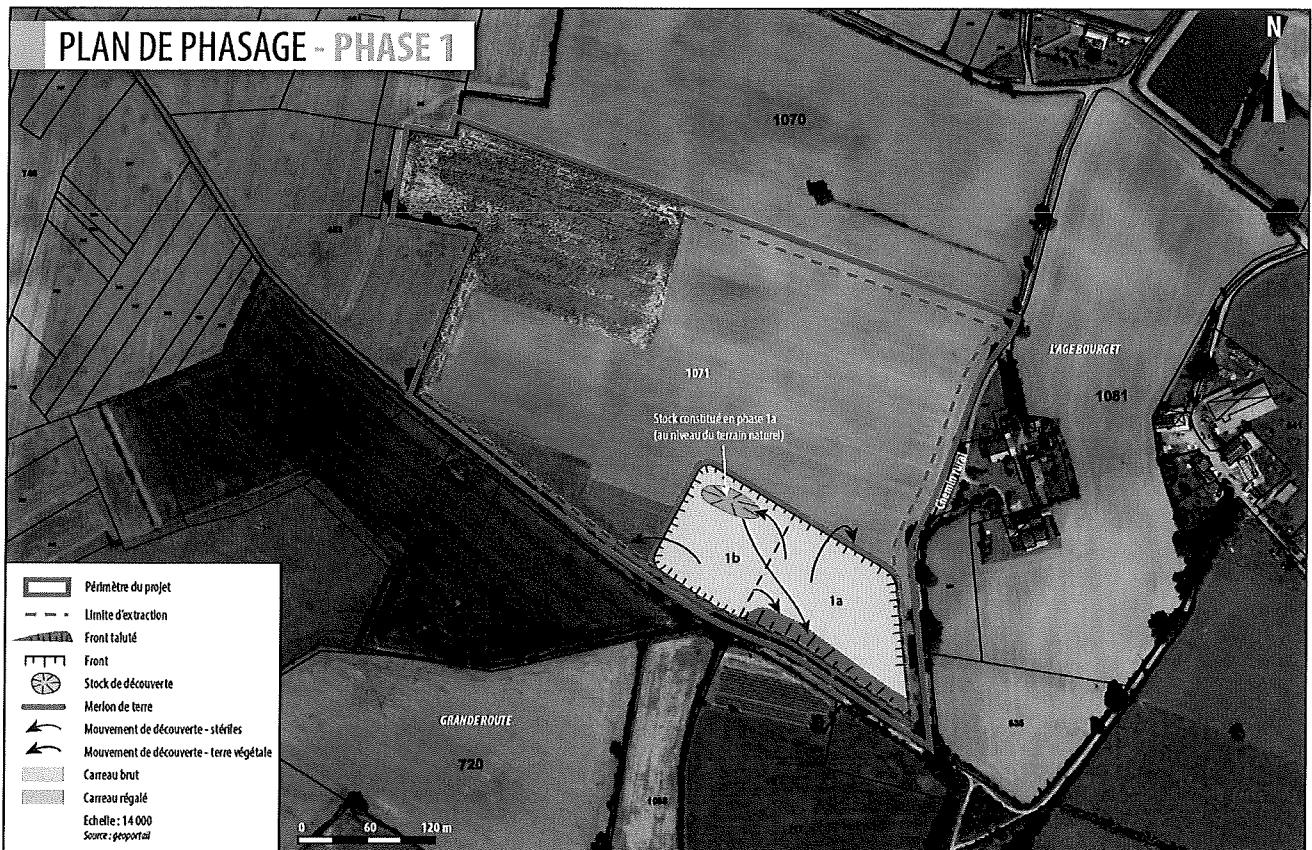 PLAN DE PHASAGE - PHASE 1
N
1070
746
1071
L'AGE BOURGET
1081
Stock constitué en phase 1a
(au niveau du terrain naturel)
Chemin rural
1b
1a
GRANDE ROUTE
720
Périmètre du projet
Limite d'extraction
Front taluté
Front
Stock de découverte
Merlon de terre
Mouvement de découverte - stériles
Mouvement de découverte - terre végétale
Carreau brut
Carreau régalé
Echelle : 14 000
Source : geoportail
0 60 120 m